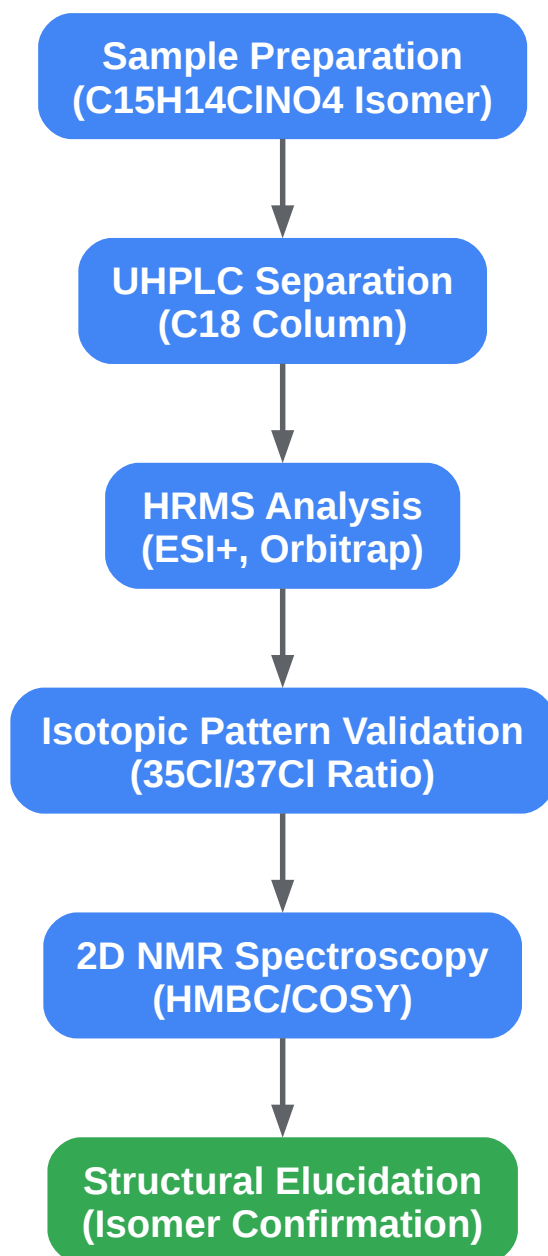 Sample Preparation
(C15H14ClNO4 Isomer)
UHPLC Separation
(C18 Column)
HRMS Analysis
(ESI+, Orbitrap)
Isotopic Pattern Validation
(35Cl/37Cl Ratio)
2D NMR Spectroscopy
(HMBC/COSY)
Structural Elucidation
(Isomer Confirmation)